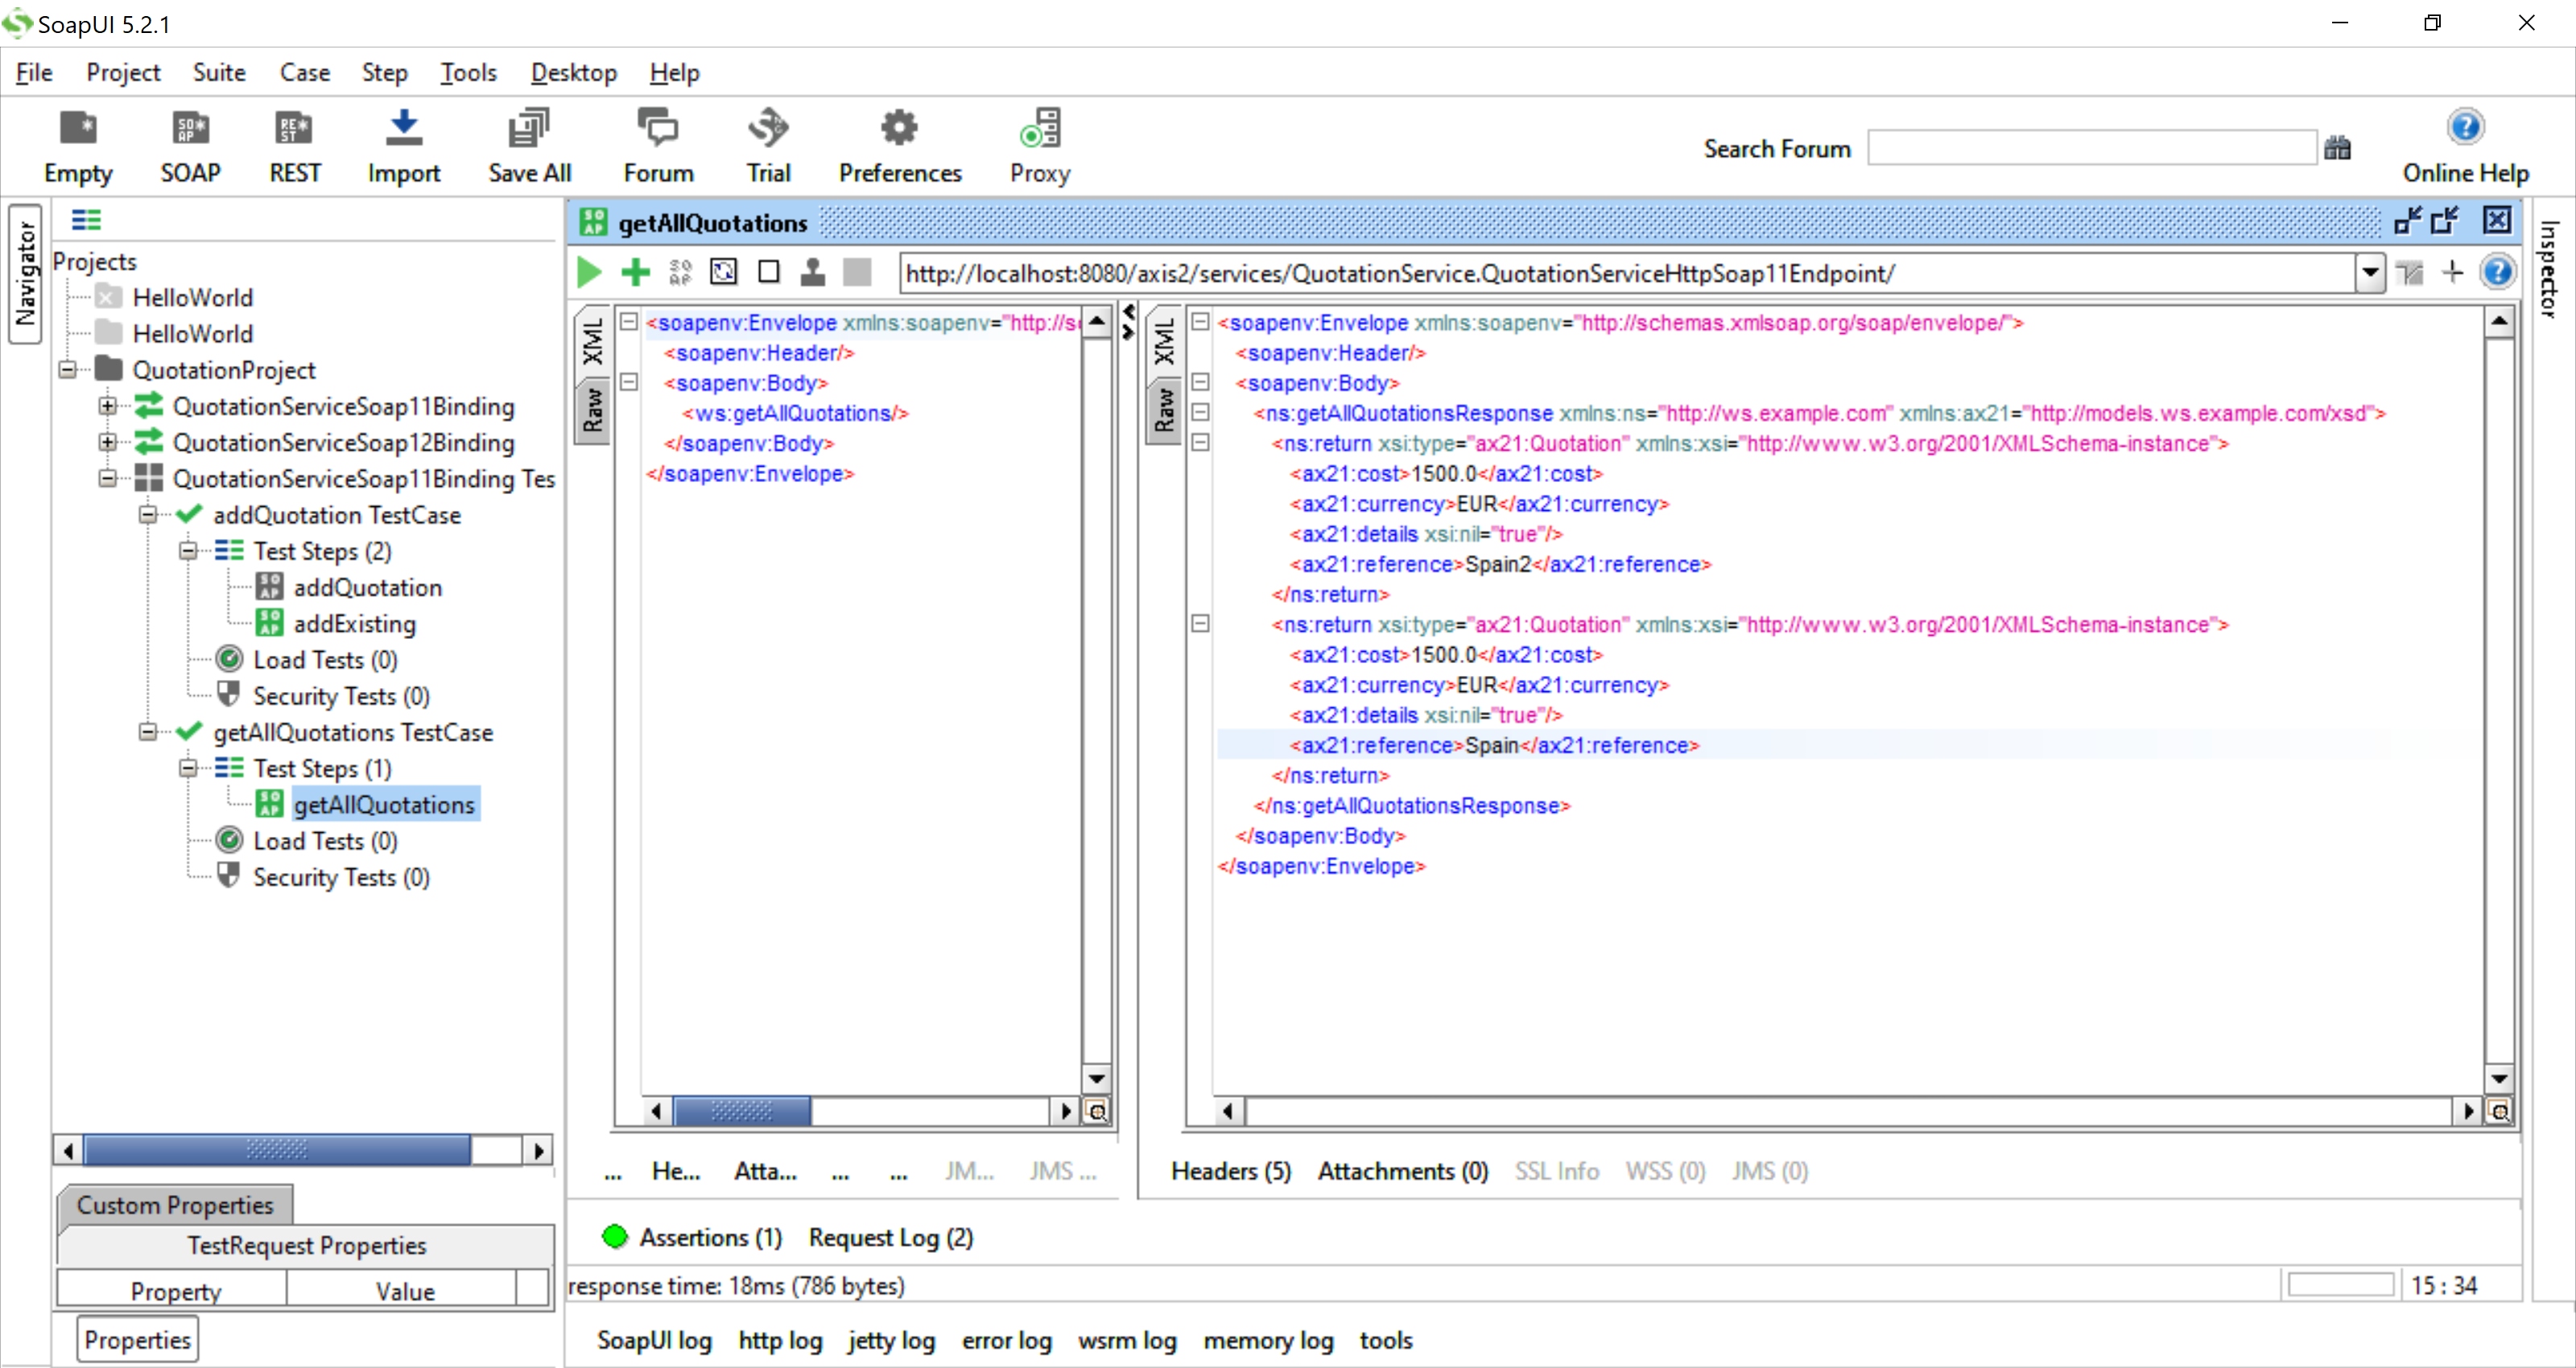 SoapUI 5.2.1
File Project Suite Case Step Tools Desktop Help
Empty SOAP REST Import Save All Forum Trial Preferences Proxy
Search Forum
Online Help
Navigator
Projects
HelloWorld
HelloWorld
QuotationProject
QuotationServiceSoap11Binding
QuotationServiceSoap12Binding
QuotationServiceSoap11Binding Tes
addQuotation TestCase
Test Steps (2)
addQuotation
addExisting
Load Tests (0)
Security Tests (0)
getAllQuotations TestCase
Test Steps (1)
getAllQuotations
Load Tests (0)
Security Tests (0)
Custom Properties
TestRequest Properties
Property Value
Properties
getAllQuotations
http://localhost:8080/axis2/services/QuotationService.QuotationServiceHttpSoap11Endpoint/
XML
Raw
<soapenv:Envelope xmlns:soapenv="http://s
<soapenv:Header/>
<soapenv:Body>
<ws:getAllQuotations/>
</soapenv:Body>
</soapenv:Envelope>
... He... Atta... ... ... JM... JMS ...
XML
Raw
<soapenv:Envelope xmlns:soapenv="http://schemas.xmlsoap.org/soap/envelope/">
<soapenv:Header/>
<soapenv:Body>
<ns:getAllQuotationsResponse xmlns:ns="http://ws.example.com" xmlns:ax21="http://models.ws.example.com/xsd">
<ns:return xsi:type="ax21:Quotation" xmlns:xsi="http://www.w3.org/2001/XMLSchema-instance">
<ax21:cost>1500.0</ax21:cost>
<ax21:currency>EUR</ax21:currency>
<ax21:details xsi:nil="true"/>
<ax21:reference>Spain2</ax21:reference>
</ns:return>
<ns:return xsi:type="ax21:Quotation" xmlns:xsi="http://www.w3.org/2001/XMLSchema-instance">
<ax21:cost>1500.0</ax21:cost>
<ax21:currency>EUR</ax21:currency>
<ax21:details xsi:nil="true"/>
<ax21:reference>Spain</ax21:reference>
</ns:return>
</ns:getAllQuotationsResponse>
</soapenv:Body>
</soapenv:Envelope>
Headers (5) Attachments (0) SSL Info WSS (0) JMS (0)
Assertions (1) Request Log (2)
response time: 18ms (786 bytes)
15 : 34
SoapUI log http log jetty log error log wsrm log memory log tools
Inspector